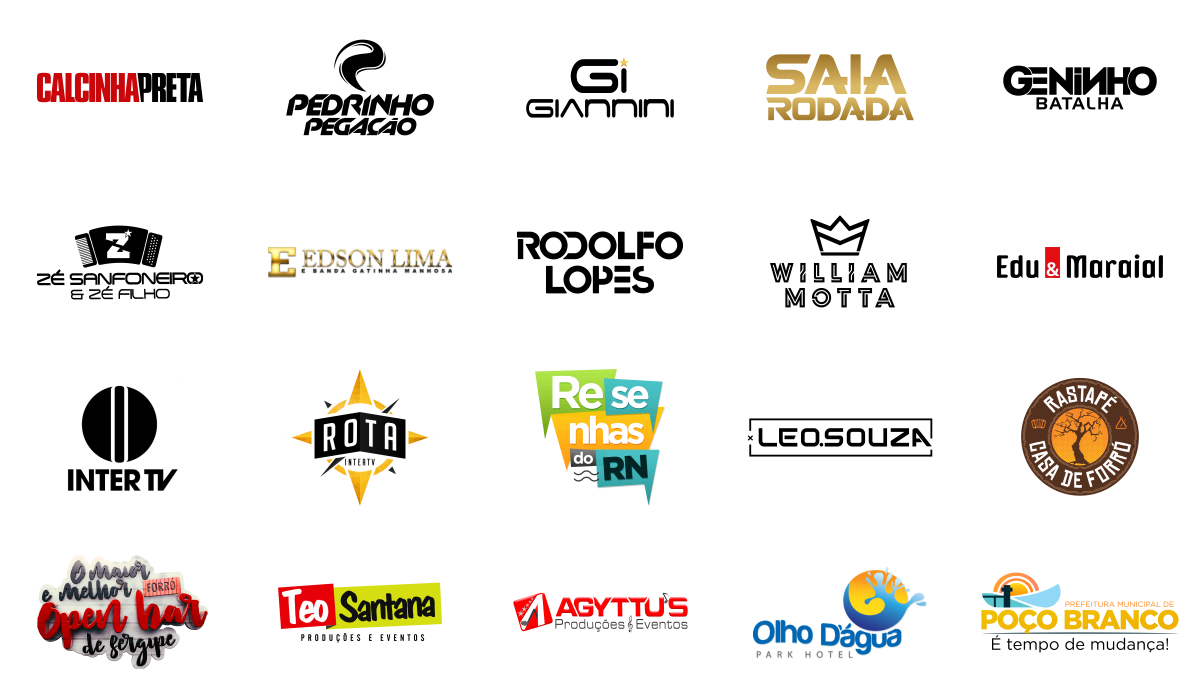 CALCINHAPRETA
PEDRINHO
PEGAÇÃO
Gi
GIANNINI
SAIA
RODADA
GENINHO
BATALHA
Z
ZÉ SANFONEIRO
& ZÉ FILHO
E EDSON LIMA
E BANDA GATINHA MANHOSA
RODOLFO
LOPES
WILLIAM
MOTTA
Edu & Maraial
INTER TV
ROTA
INTERTV
Re
se
nhas
do
RN
LEO.SOUZA
RASTAPÉ
CASA DE FORRÓ
O maior
e melhor FORRÓ
Open bar
de sergipe
Teo Santana
PRODUÇÕES E EVENTOS
AGYTTU'S
Produções Eventos
Olho D'água
PARK HOTEL
PREFEITURA MUNICIPAL DE
POÇO BRANCO
É tempo de mudança!